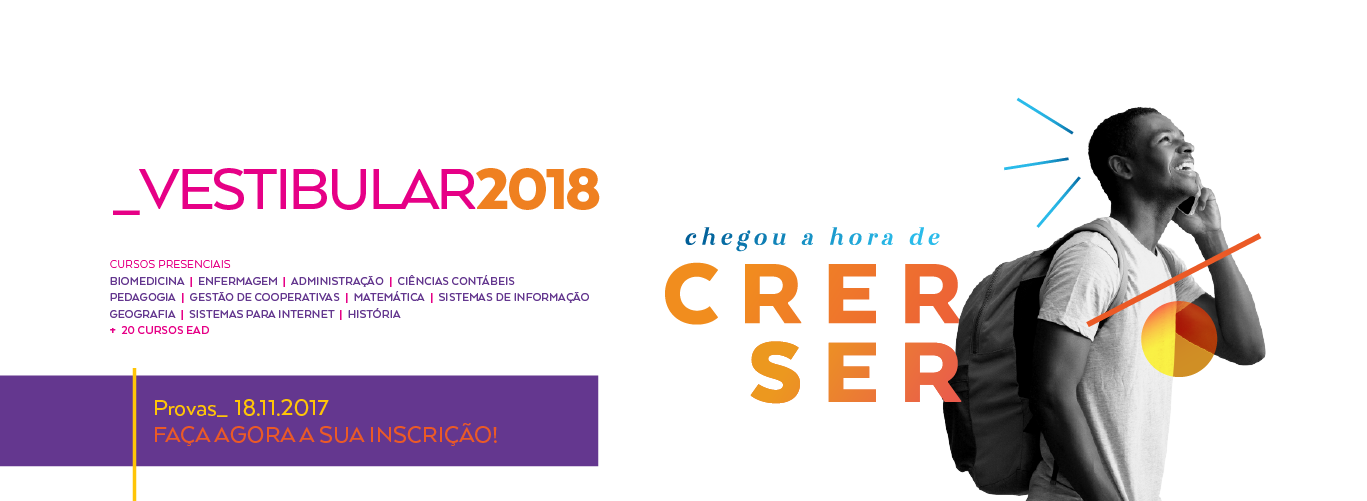 _VESTIBULAR2018
CURSOS PRESENCIAIS
BIOMEDICINA | ENFERMAGEM | ADMINISTRAÇÃO | CIÊNCIAS CONTÁBEIS
PEDAGOGIA | GESTÃO DE COOPERATIVAS | MATEMÁTICA | SISTEMAS DE INFORMAÇÃO
GEOGRAFIA | SISTEMAS PARA INTERNET | HISTÓRIA
+ 20 CURSOS EAD
Provas_ 18.11.2017
FAÇA AGORA A SUA INSCRIÇÃO!
chegou a hora de
CRER
SER